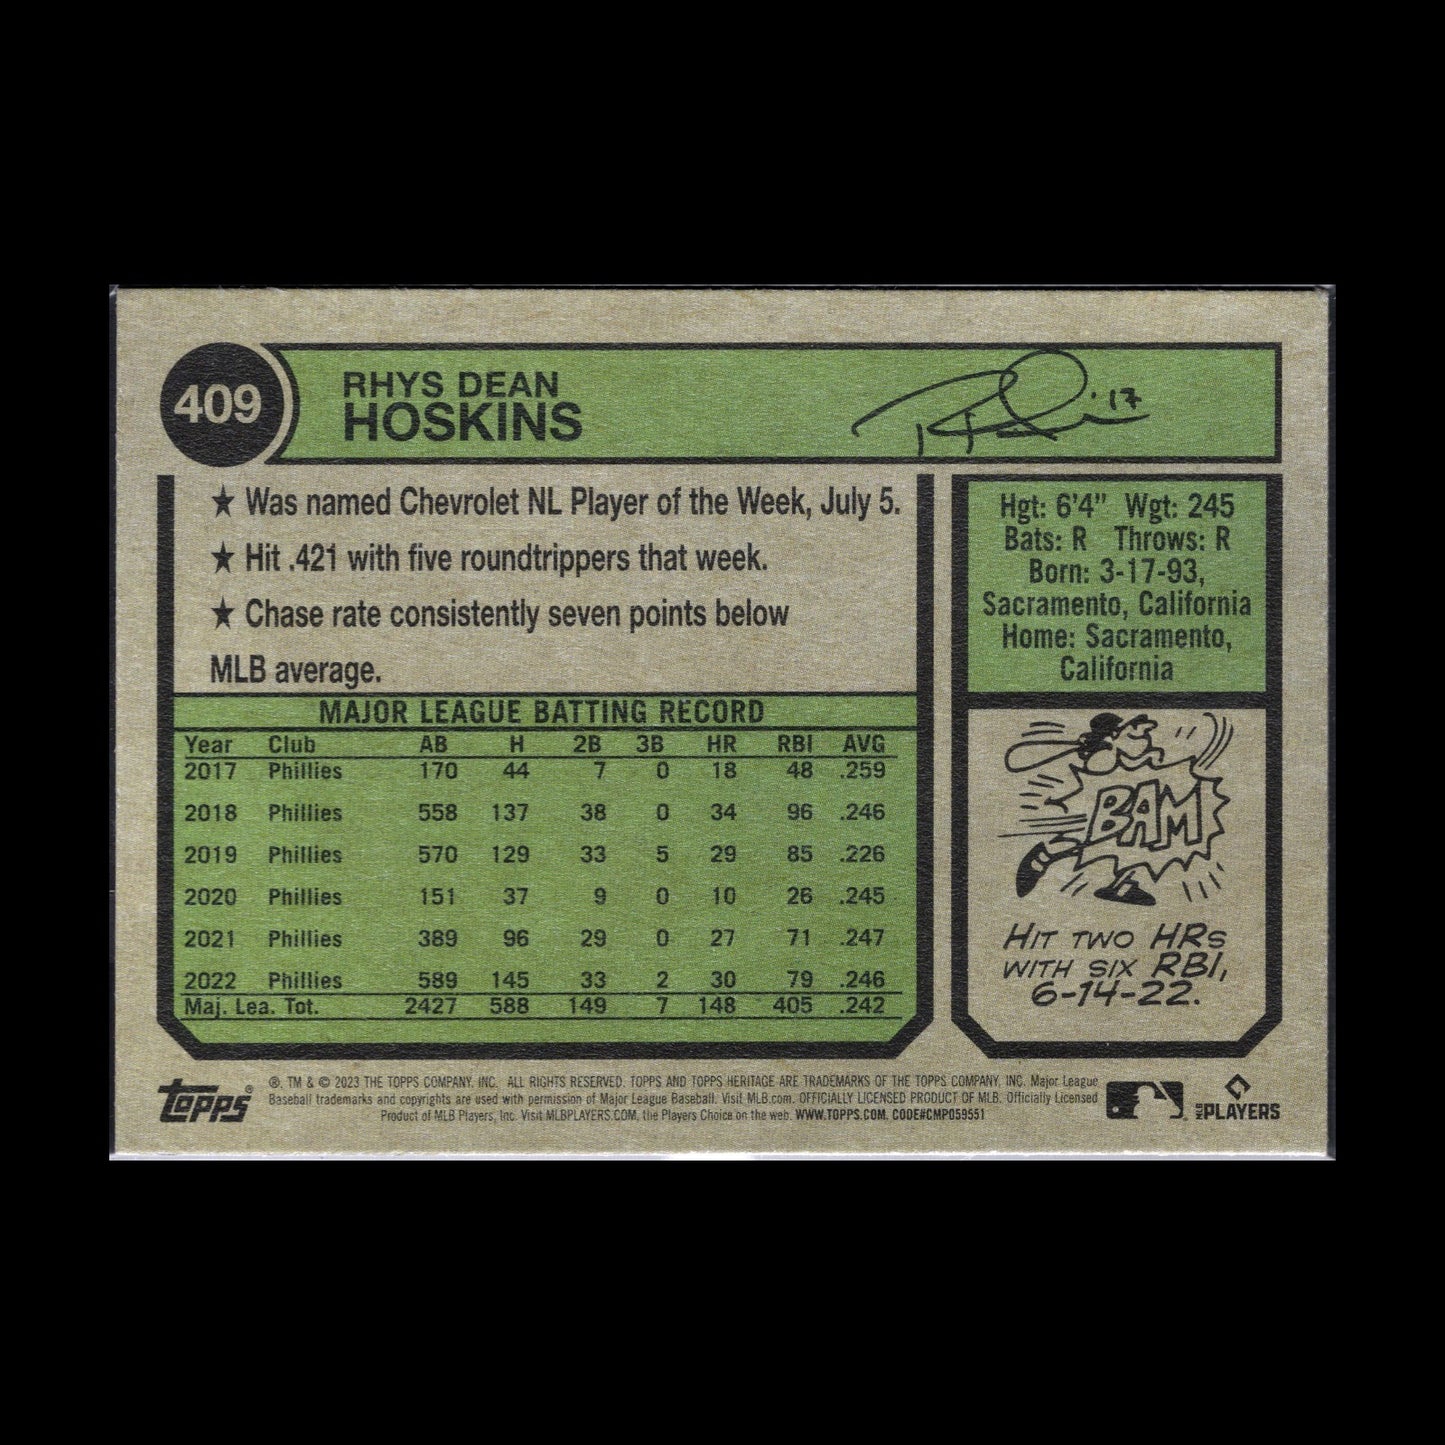 409
RHYS DEAN
HOSKINS
17
★ Was named Chevrolet NL Player of the Week, July 5.
★ Hit .421 with five roundtrippers that week.
★ Chase rate consistently seven points below
MLB average.
Hgt: 6'4" Wgt: 245
Bats: R Throws: R
Born: 3-17-93,
Sacramento, California
Home: Sacramento,
California
MAJOR LEAGUE BATTING RECORD
Year Club AB H 2B 3B HR RBI AVG
2017 Phillies 170 44 7 0 18 48 .259
2018 Phillies 558 137 38 0 34 96 .246
2019 Phillies 570 129 33 5 29 85 .226
2020 Phillies 151 37 9 0 10 26 .245
2021 Phillies 389 96 29 0 27 71 .247
2022 Phillies 589 145 33 2 30 79 .246
Maj. Lea. Tot. 2427 588 149 7 148 405 .242
BAM
HIT TWO HRS
WITH SIX RBI,
6-14-22.
TOPPS®
®, TM & © 2023 THE TOPPS COMPANY, INC. ALL RIGHTS RESERVED. TOPPS AND TOPPS HERITAGE ARE TRADEMARKS OF THE TOPPS COMPANY, INC. Major League
Baseball trademarks and copyrights are used with permission of Major League Baseball. Visit MLB.com. OFFICIALLY LICENSED PRODUCT OF MLB. Officially Licensed
Product of MLB Players, Inc. Visit MLBPLAYERS.COM, the Players Choice on the web. WWW.TOPPS.COM. CODE#CMP059551
MLB PLAYERS